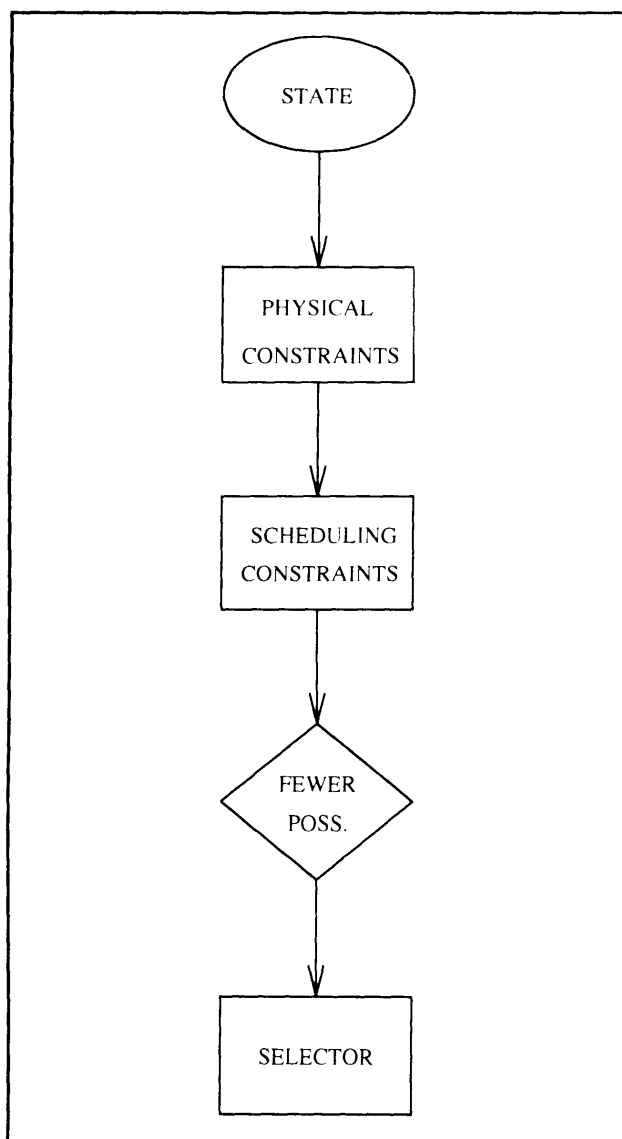 STATE
PHYSICAL
CONSTRAINTS
SCHEDULING
CONSTRAINTS
FEWER
POSS.
SELECTOR